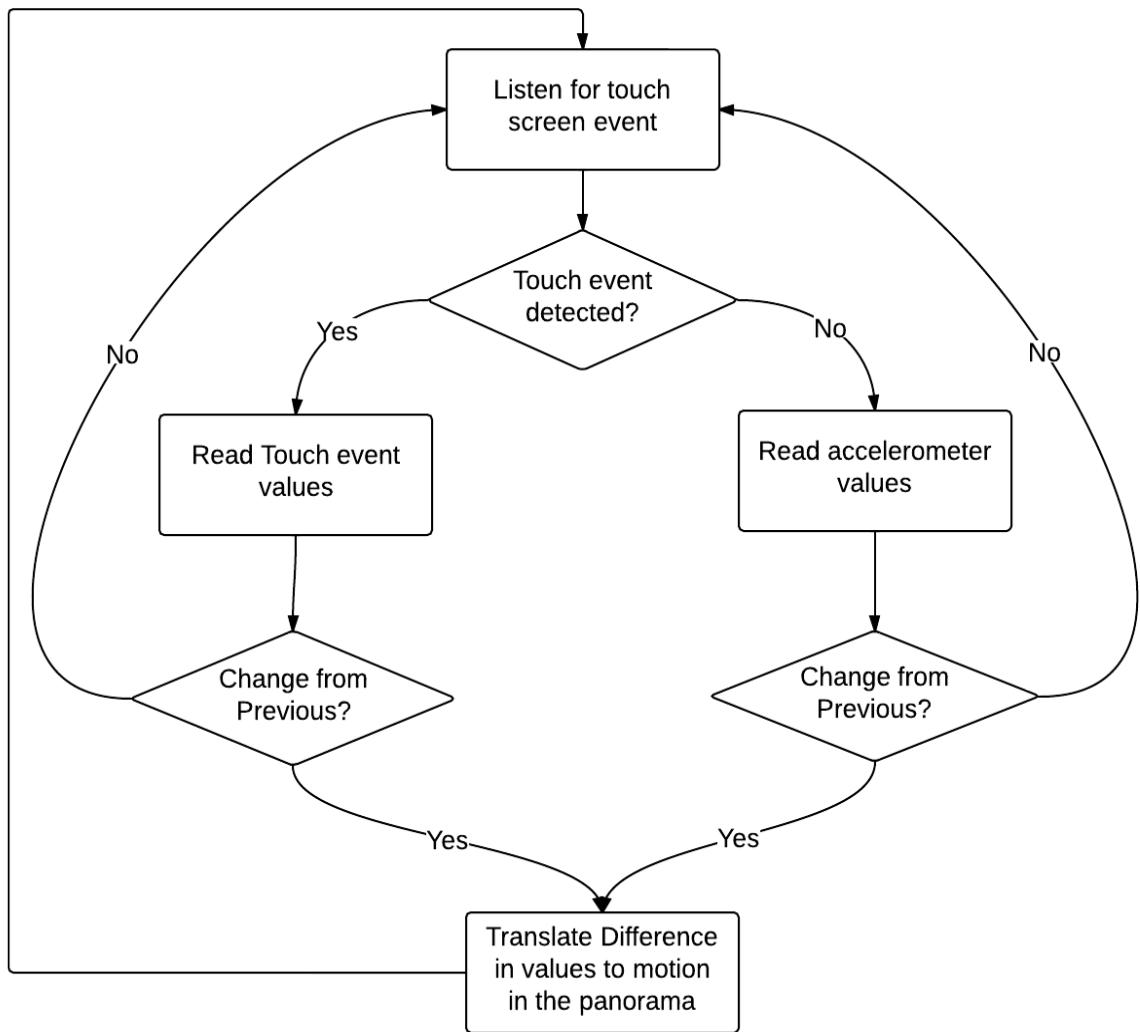 Listen for touch
screen event
Touch event
detected?
Yes
No
No
No
Read Touch event
values
Read accelerometer
values
Change from
Previous?
Change from
Previous?
Yes
Yes
Translate Difference
in values to motion
in the panorama